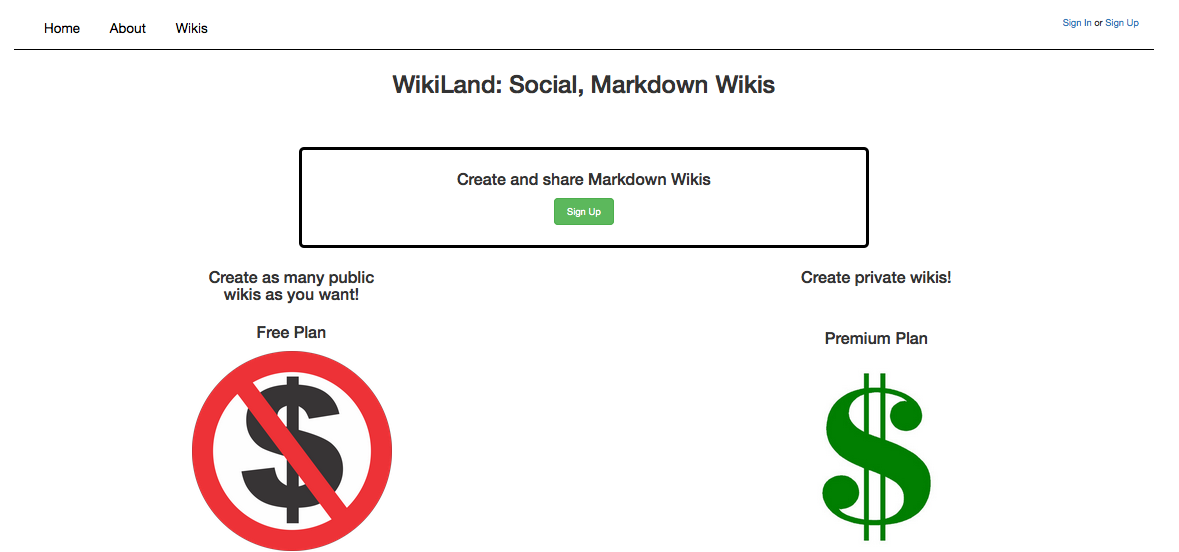 Home About Wikis
Sign In or Sign Up
WikiLand: Social, Markdown Wikis
Create and share Markdown Wikis
Sign Up
Create as many public
wikis as you want!
Free Plan
$
Create private wikis!
Premium Plan
$